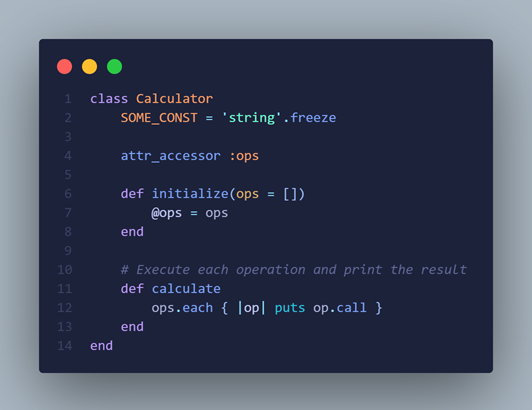 1 class Calculator
2     SOME_CONST = 'string'.freeze
3
4     attr_accessor :ops
5
6     def initialize(ops = [])
7         @ops = ops
8     end
9
10     # Execute each operation and print the result
11     def calculate
12         ops.each { |op| puts op.call }
13     end
14 end